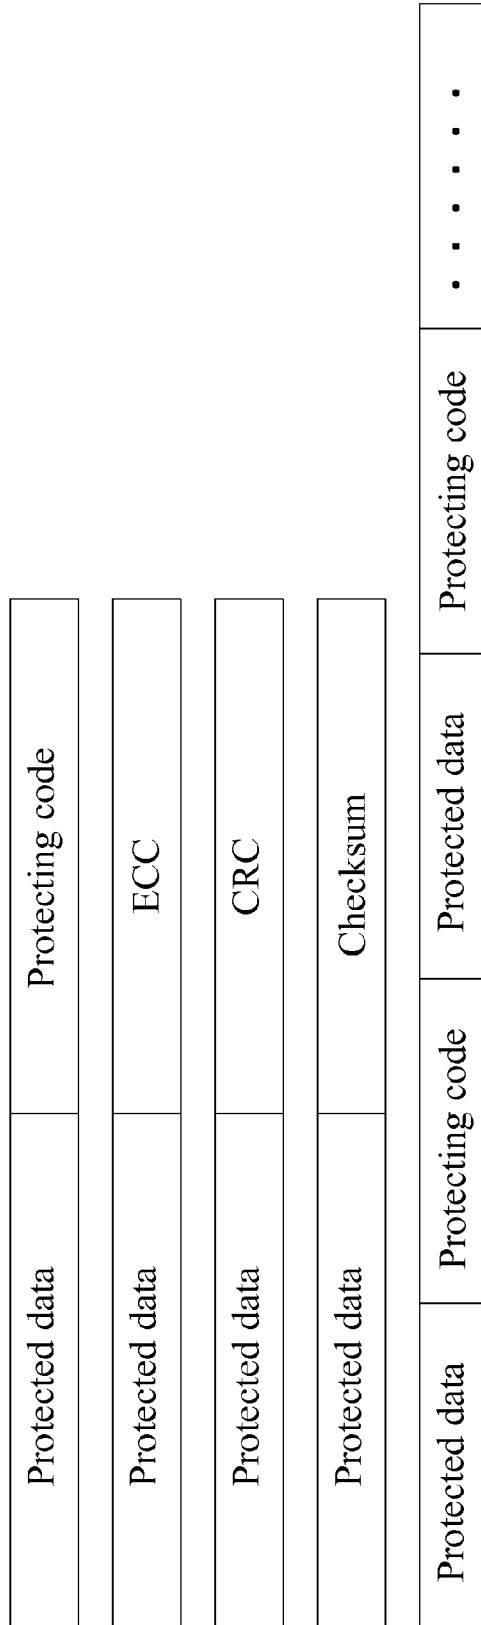 Protected data Protecting code
Protected data ECC
Protected data CRC
Protected data Checksum
Protected data Protecting code Protected data Protecting code ......